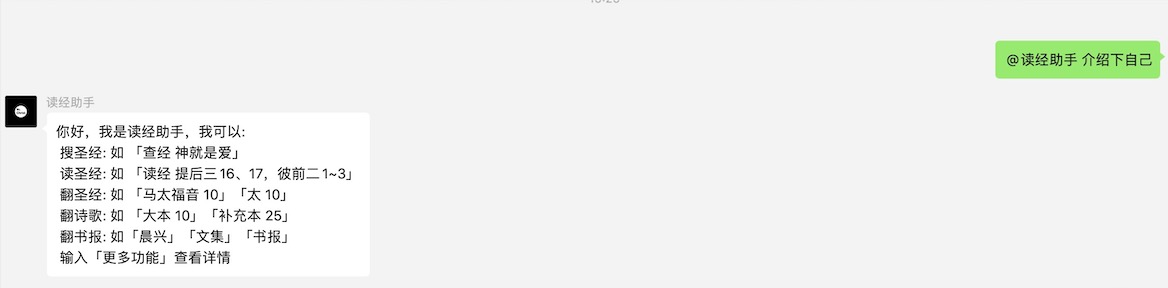 @读经助手 介绍下自己
读经助手
你好，我是读经助手，我可以:
搜圣经: 如 「查经 神就是爱」
读圣经: 如 「读经 提后三16、17，彼前二1~3」
翻圣经: 如 「马太福音 10」「太 10」
翻诗歌: 如 「大本 10」「补充本 25」
翻书报: 如「晨兴」「文集」「书报」
输入「更多功能」查看详情